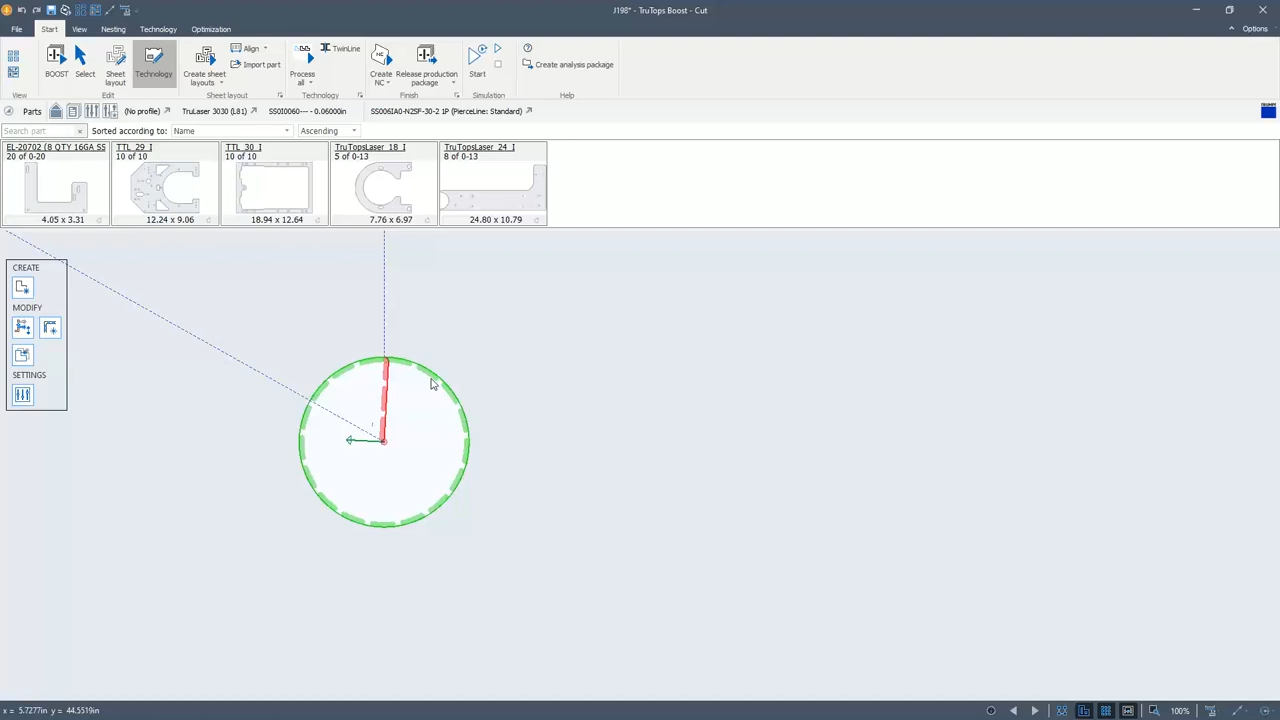 J198* - TruTops Boost - Cut
File Start View Nesting Technology Optimization Options
BOOST Select Sheet layout Technology Create sheet layouts Align Import part Process all TwinLine Create NC Release production package Start Create analysis package
View Edit Sheet layout Technology Finish Simulation Help
Parts (No profile) TruLaser 3030 (L81) SS0I0060---- - 0.06000in SS006IA0-N2SF-30-2 1P (PierceLine: Standard)
Search part Sorted according to: Name Ascending
EL-20702 (8 QTY 16GA SS TTL_29_I TTL_30_I TruTopsLaser_18_I TruTopsLaser_24_I
20 of 0-20 10 of 10 10 of 10 5 of 0-13 8 of 0-13
4.05 x 3.31 12.24 x 9.06 18.94 x 12.64 7.76 x 6.97 24.80 x 10.79
CREATE
MODIFY
SETTINGS
x = 5.7277in y = 44.5519in 100%